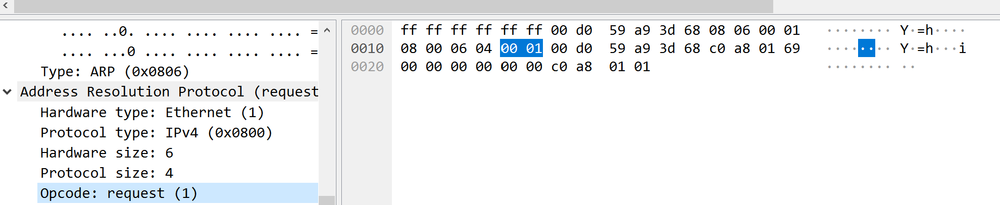 .... ..0. .... .... .... .... =
.... ...0 .... .... .... .... =
Type: ARP (0x0806)
Address Resolution Protocol (request
Hardware type: Ethernet (1)
Protocol type: IPv4 (0x0800)
Hardware size: 6
Protocol size: 4
Opcode: request (1)
0000 ff ff ff ff ff ff 00 d0 59 a9 3d 68 08 06 00 01 ········ Y·=h····
0010 08 00 06 04 00 01 00 d0 59 a9 3d 68 c0 a8 01 69 ········ Y·=h···i
0020 00 00 00 00 00 00 c0 a8 01 01 ········ ··